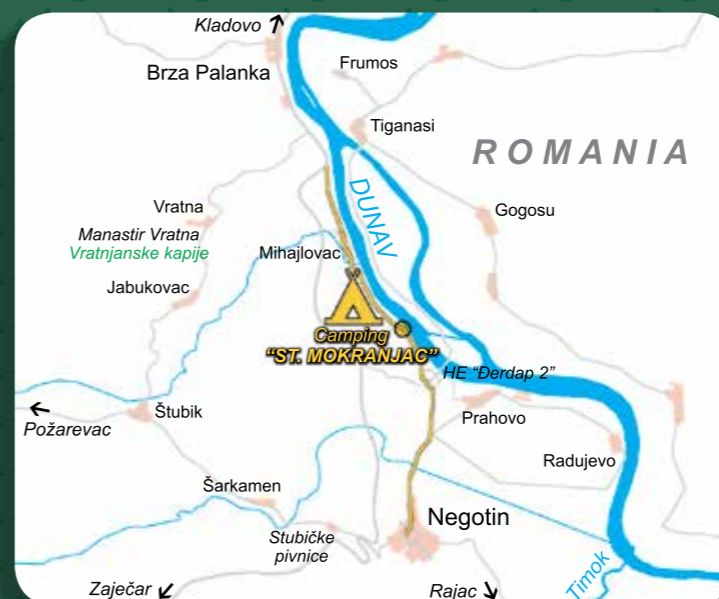 Kladovo
Brza Palanka
Frumos
Tiganasi
ROMANIA
DUNAV
Vratna
Gogosu
Manastir Vratna
Vratnjanske kapije
Mihajlovac
Jabukovac
Camping
“ST. MOKRANJAC”
HE “Đerdap 2”
Štubik
Prahovo
Požarevac
Radujevo
Šarkamen
Negotin
Stubičke
pivnice
Timok
Zaječar
Rajac